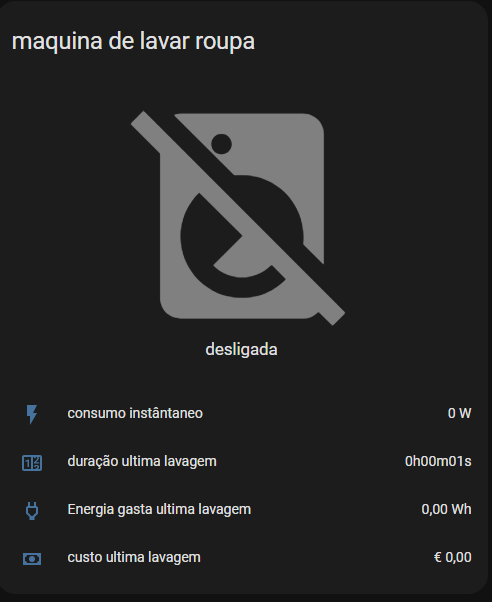 maquina de lavar roupa
desligada
consumo instântaneo 0 W
duração ultima lavagem 0h00m01s
Energia gasta ultima lavagem 0,00 Wh
custo ultima lavagem € 0,00